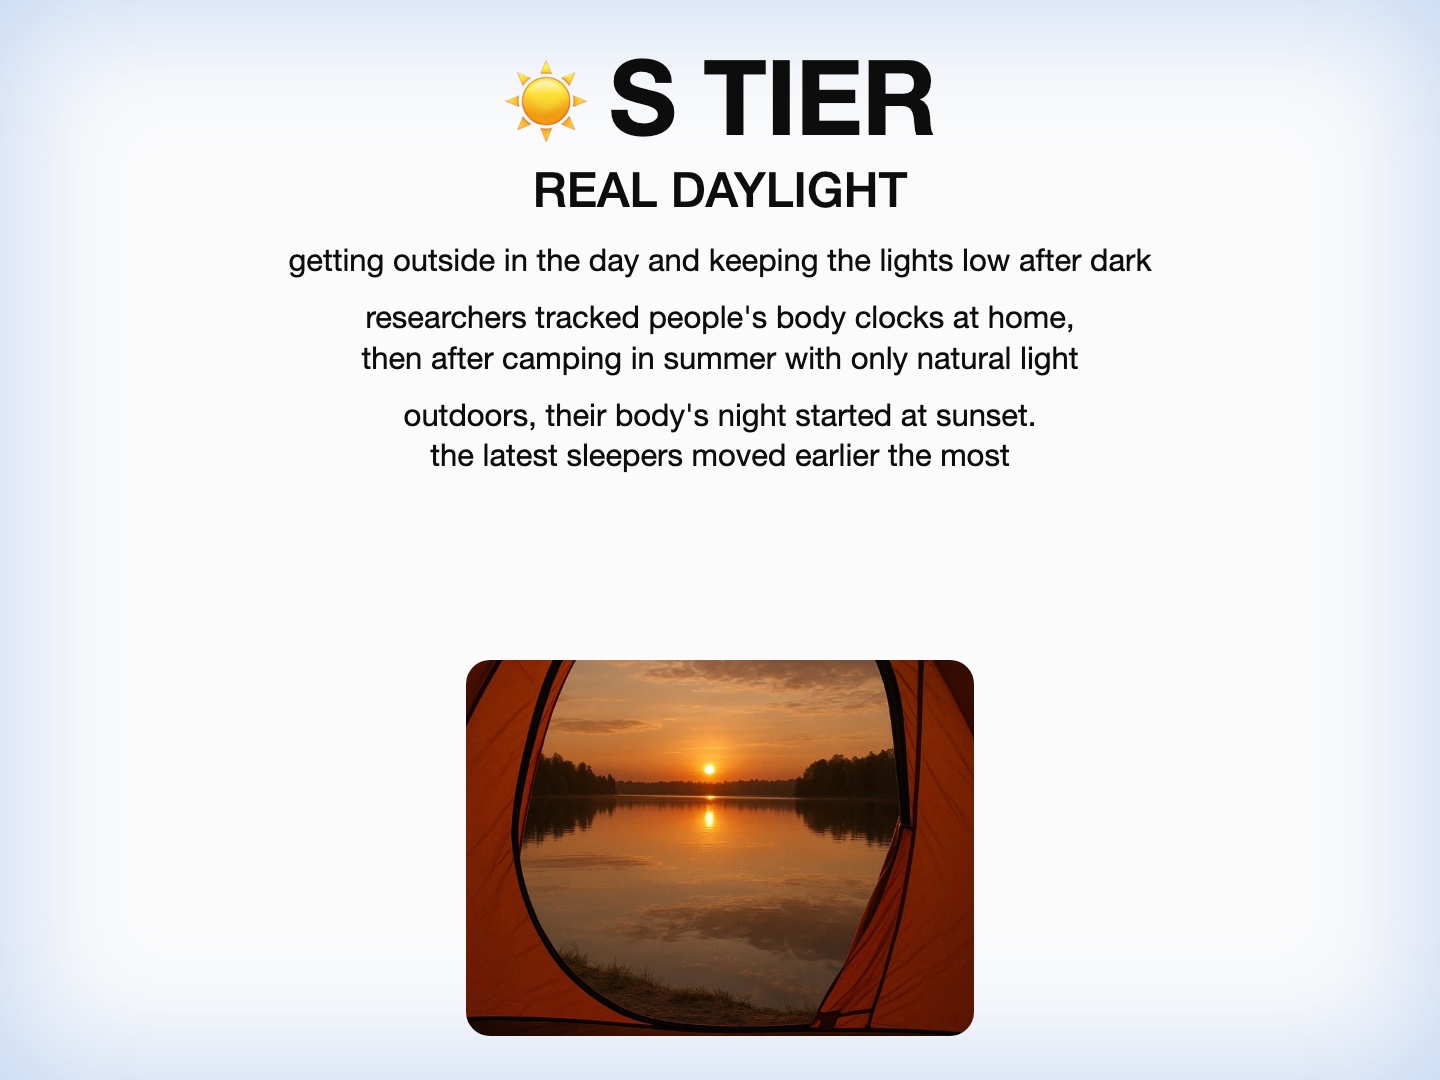 ☀️ S TIER
REAL DAYLIGHT
getting outside in the day and keeping the lights low after dark
researchers tracked people's body clocks at home,
then after camping in summer with only natural light
outdoors, their body's night started at sunset.
the latest sleepers moved earlier the most